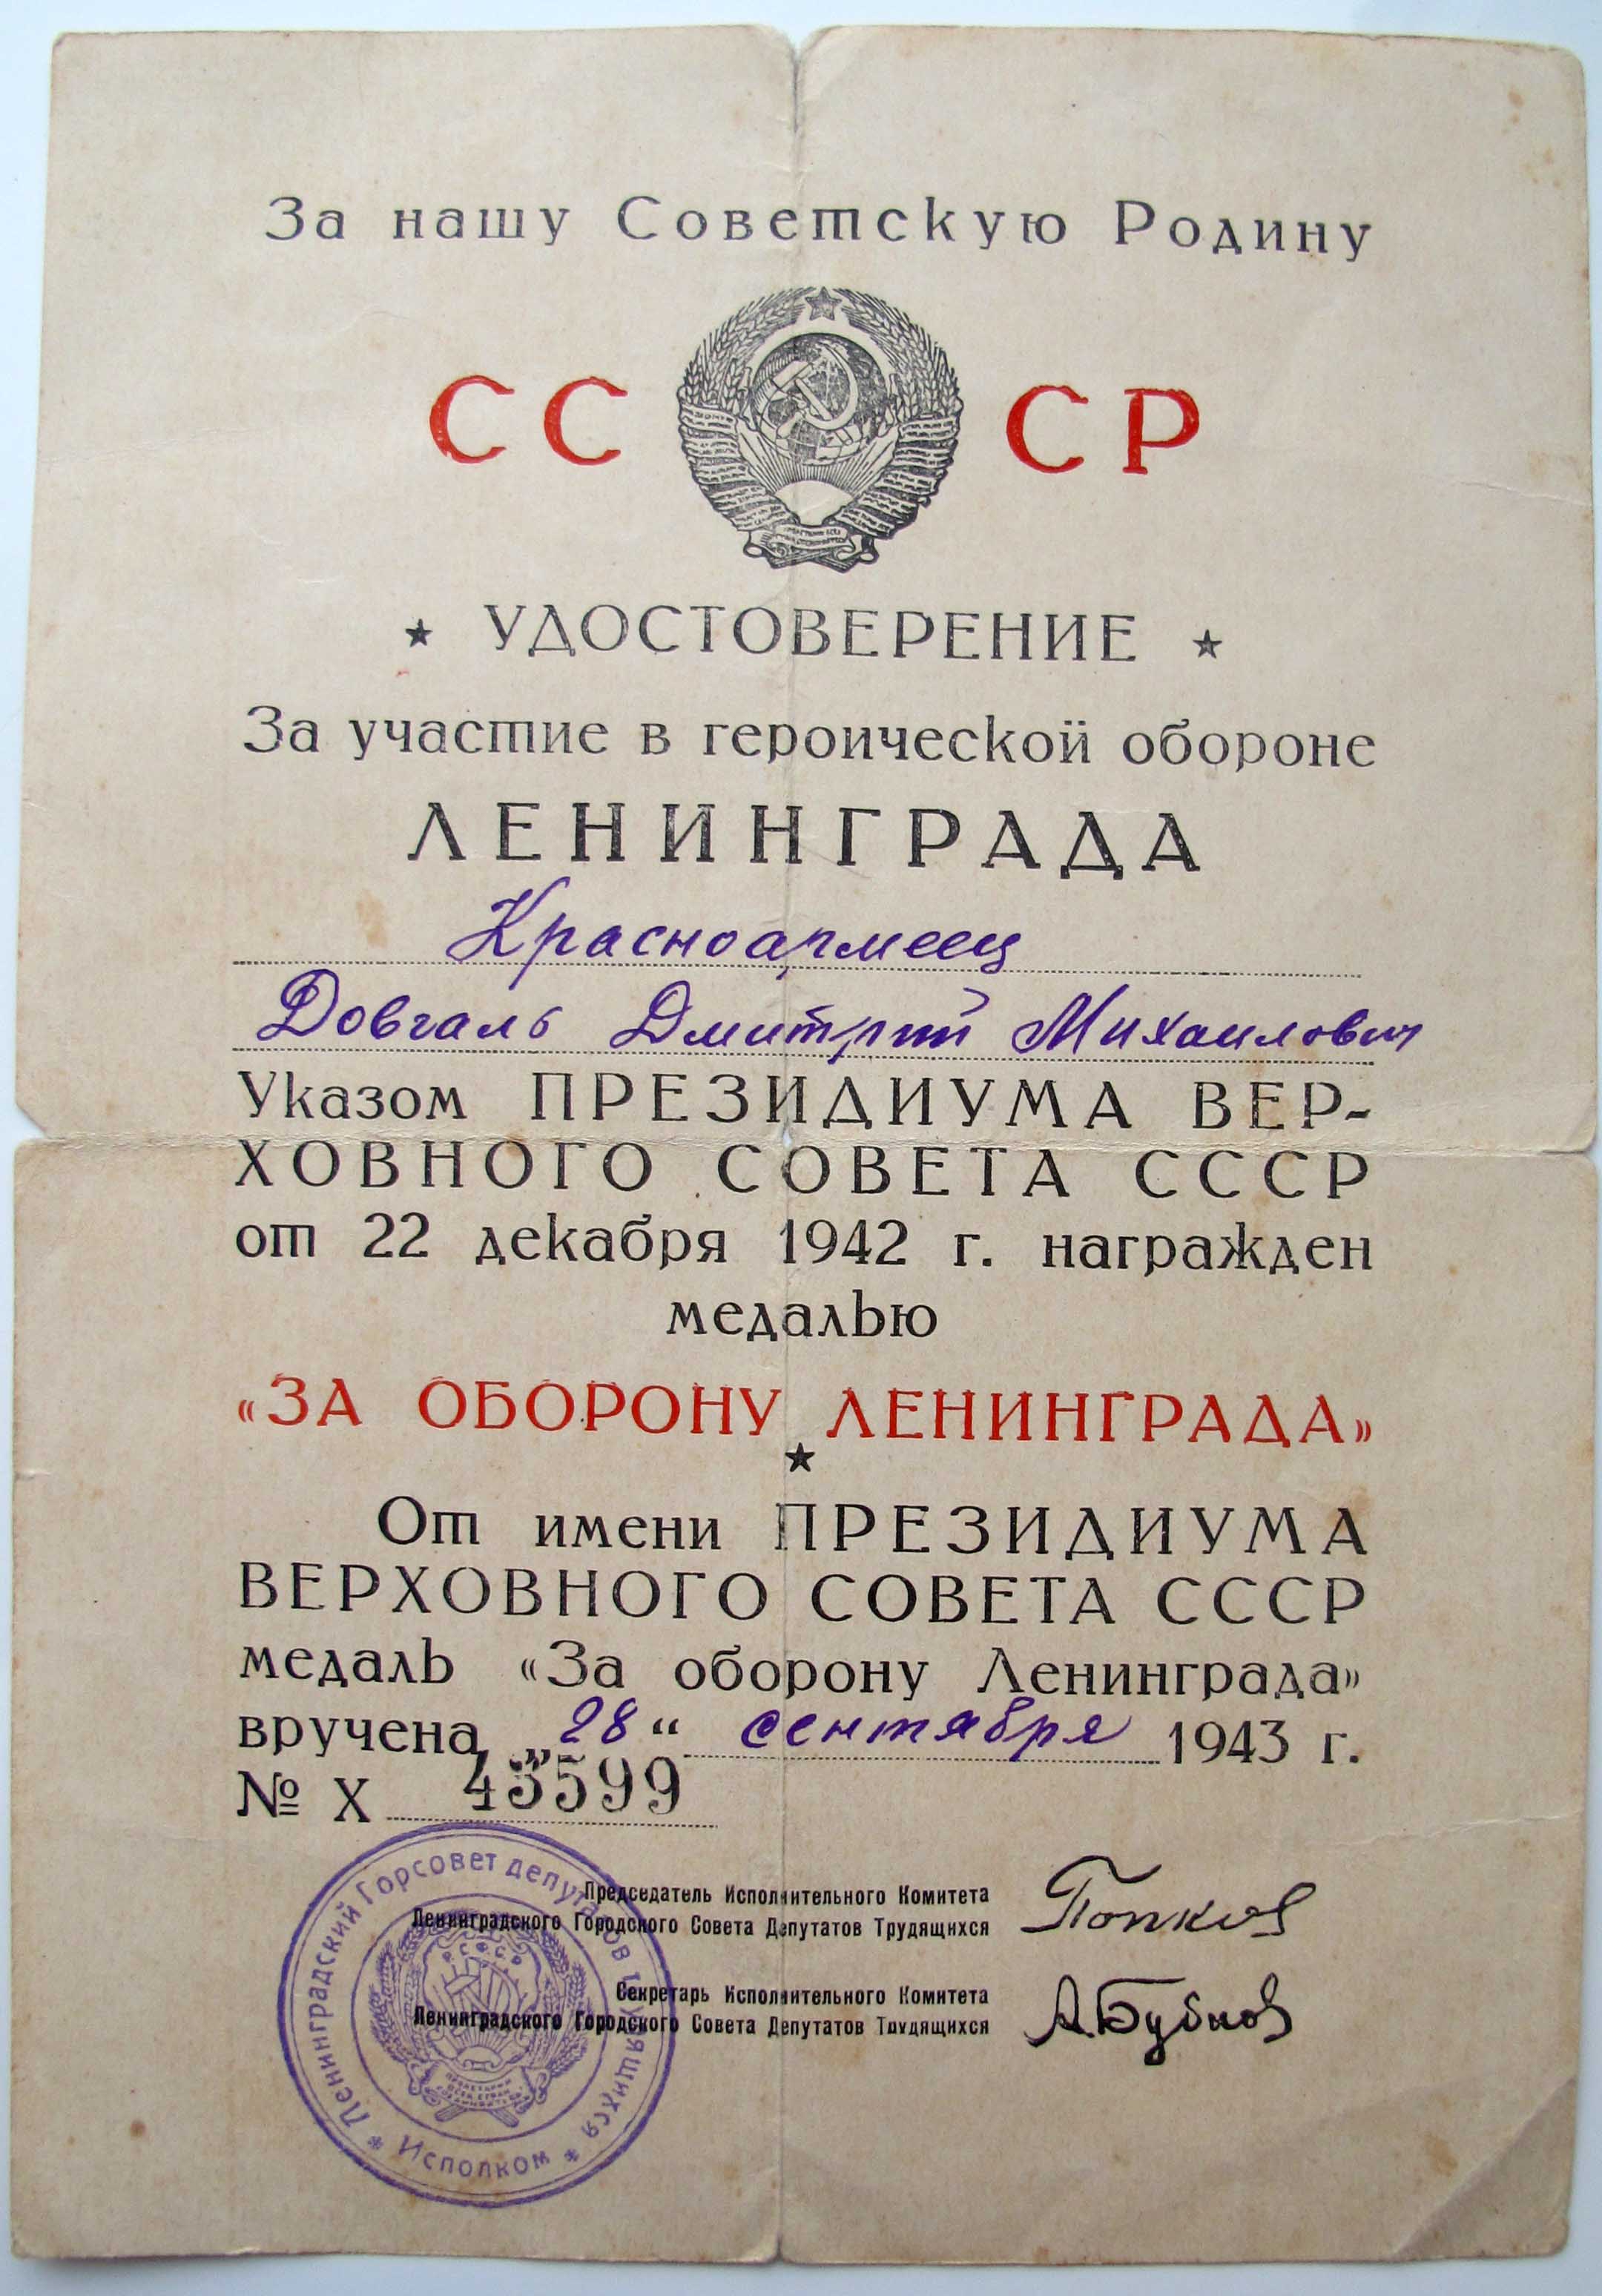 За нашу Советскую Родину
СС СР
★ УДОСТОВЕРЕНИЕ ★
За участие в героической обороне
ЛЕНИНГРАДА
Красноармеец
Довгаль Дмитрий Михаилович
Указом ПРЕЗИДИУМА ВЕР-
ХОВНОГО СОВЕТА СССР
от 22 декабря 1942 г. награжден
медалью
«ЗА ОБОРОНУ ЛЕНИНГРАДА»
★
От имени ПРЕЗИДИУМА
ВЕРХОВНОГО СОВЕТА СССР
медаль «За оборону Ленинграда»
вручена „28“ сентября 1943 г.
№ X 43599
Председатель Исполнительного Комитета
Ленинградского Городского Совета Депутатов Трудящихся
Попков
Секретарь Исполнительного Комитета
Ленинградского Городского Совета Депутатов Трудящихся
А.Бубнов
Ленинградский Горсовет депутатов трудящихся
* Исполком *
РСФСР